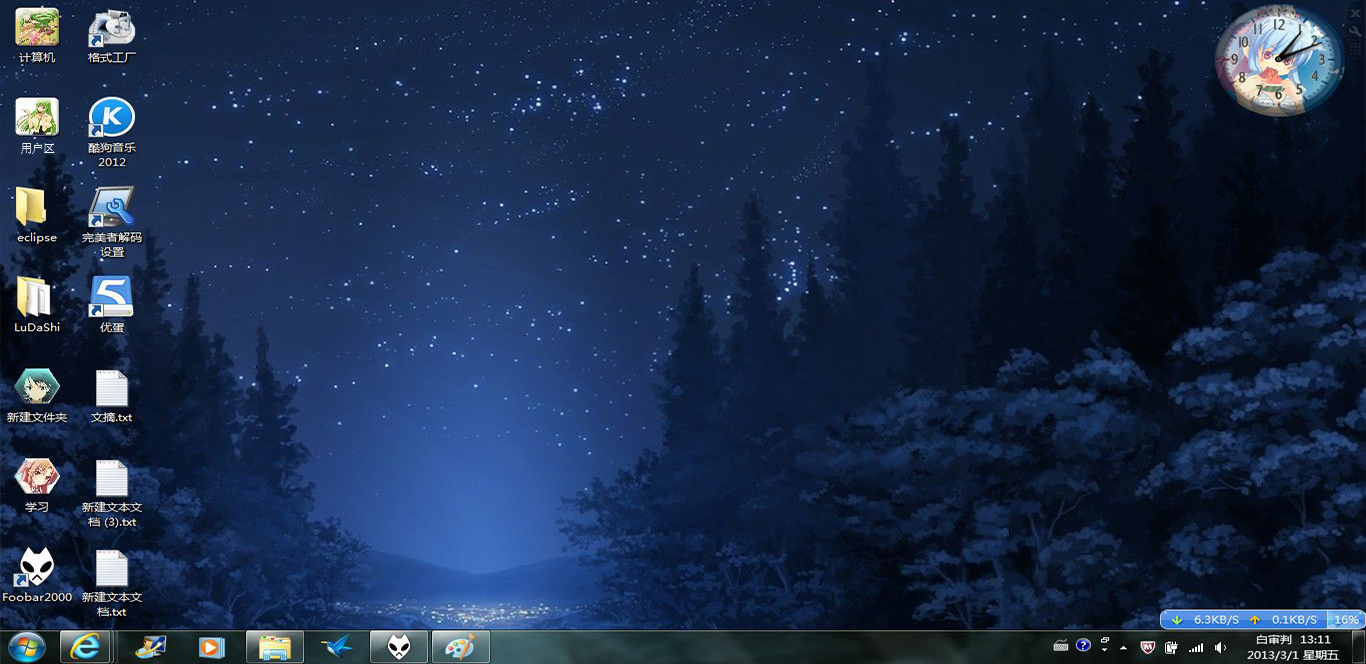 计算机
格式工厂
用户区
酷狗音乐
2012
eclipse
完美者解码
设置
LuDaShi
优蛋
新建文件夹
文摘.txt
学习
新建文本文
档 (3).txt
Foobar2000
新建文本文
档.txt
12
1
2
3
4
5
6
7
8
9
10
11
6.3KB/S
0.1KB/S
16%
白审判 13:11
2013/3/1 星期五